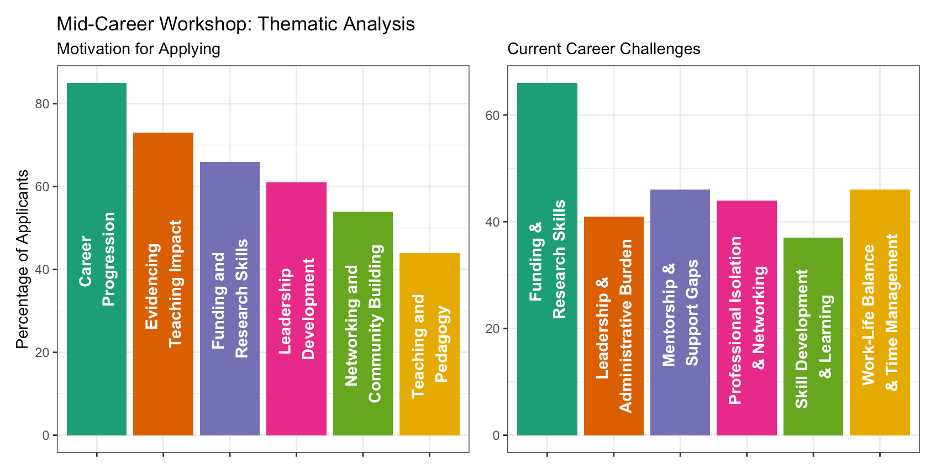 Mid-Career Workshop: Thematic Analysis
Motivation for Applying
Percentage of Applicants
80
60
40
20
0
Career
Progression
Evidencing
Teaching Impact
Funding and
Research Skills
Leadership
Development
Networking and
Community Building
Teaching and
Pedagogy
Current Career Challenges
60
40
20
0
Funding &
Research Skills
Leadership &
Administrative Burden
Mentorship &
Support Gaps
Professional Isolation
& Networking
Skill Development
& Learning
Work-Life Balance
& Time Management